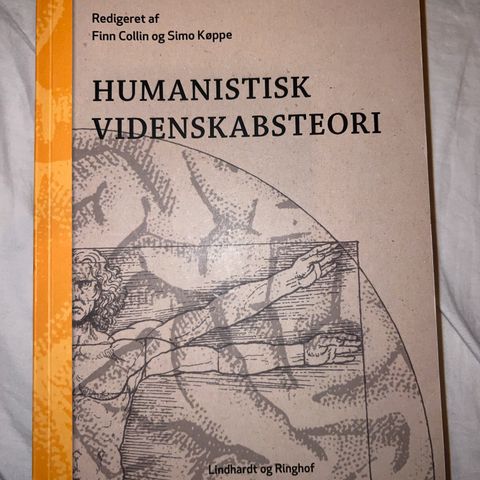 Redigeret af
Finn Collin og Simo Køppe
HUMANISTISK
VIDENSKABSTEORI
Lindhardt og Ringhof